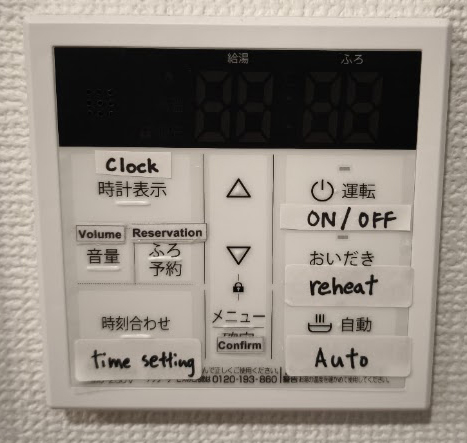 給湯 ふろ
Clock
時計表示
Volume
音量
Reservation
ふろ
予約
時刻合わせ
time setting
メニュー
Confirm
運転
ON/OFF
おいだき
reheat
自動
Auto
0120-193-860